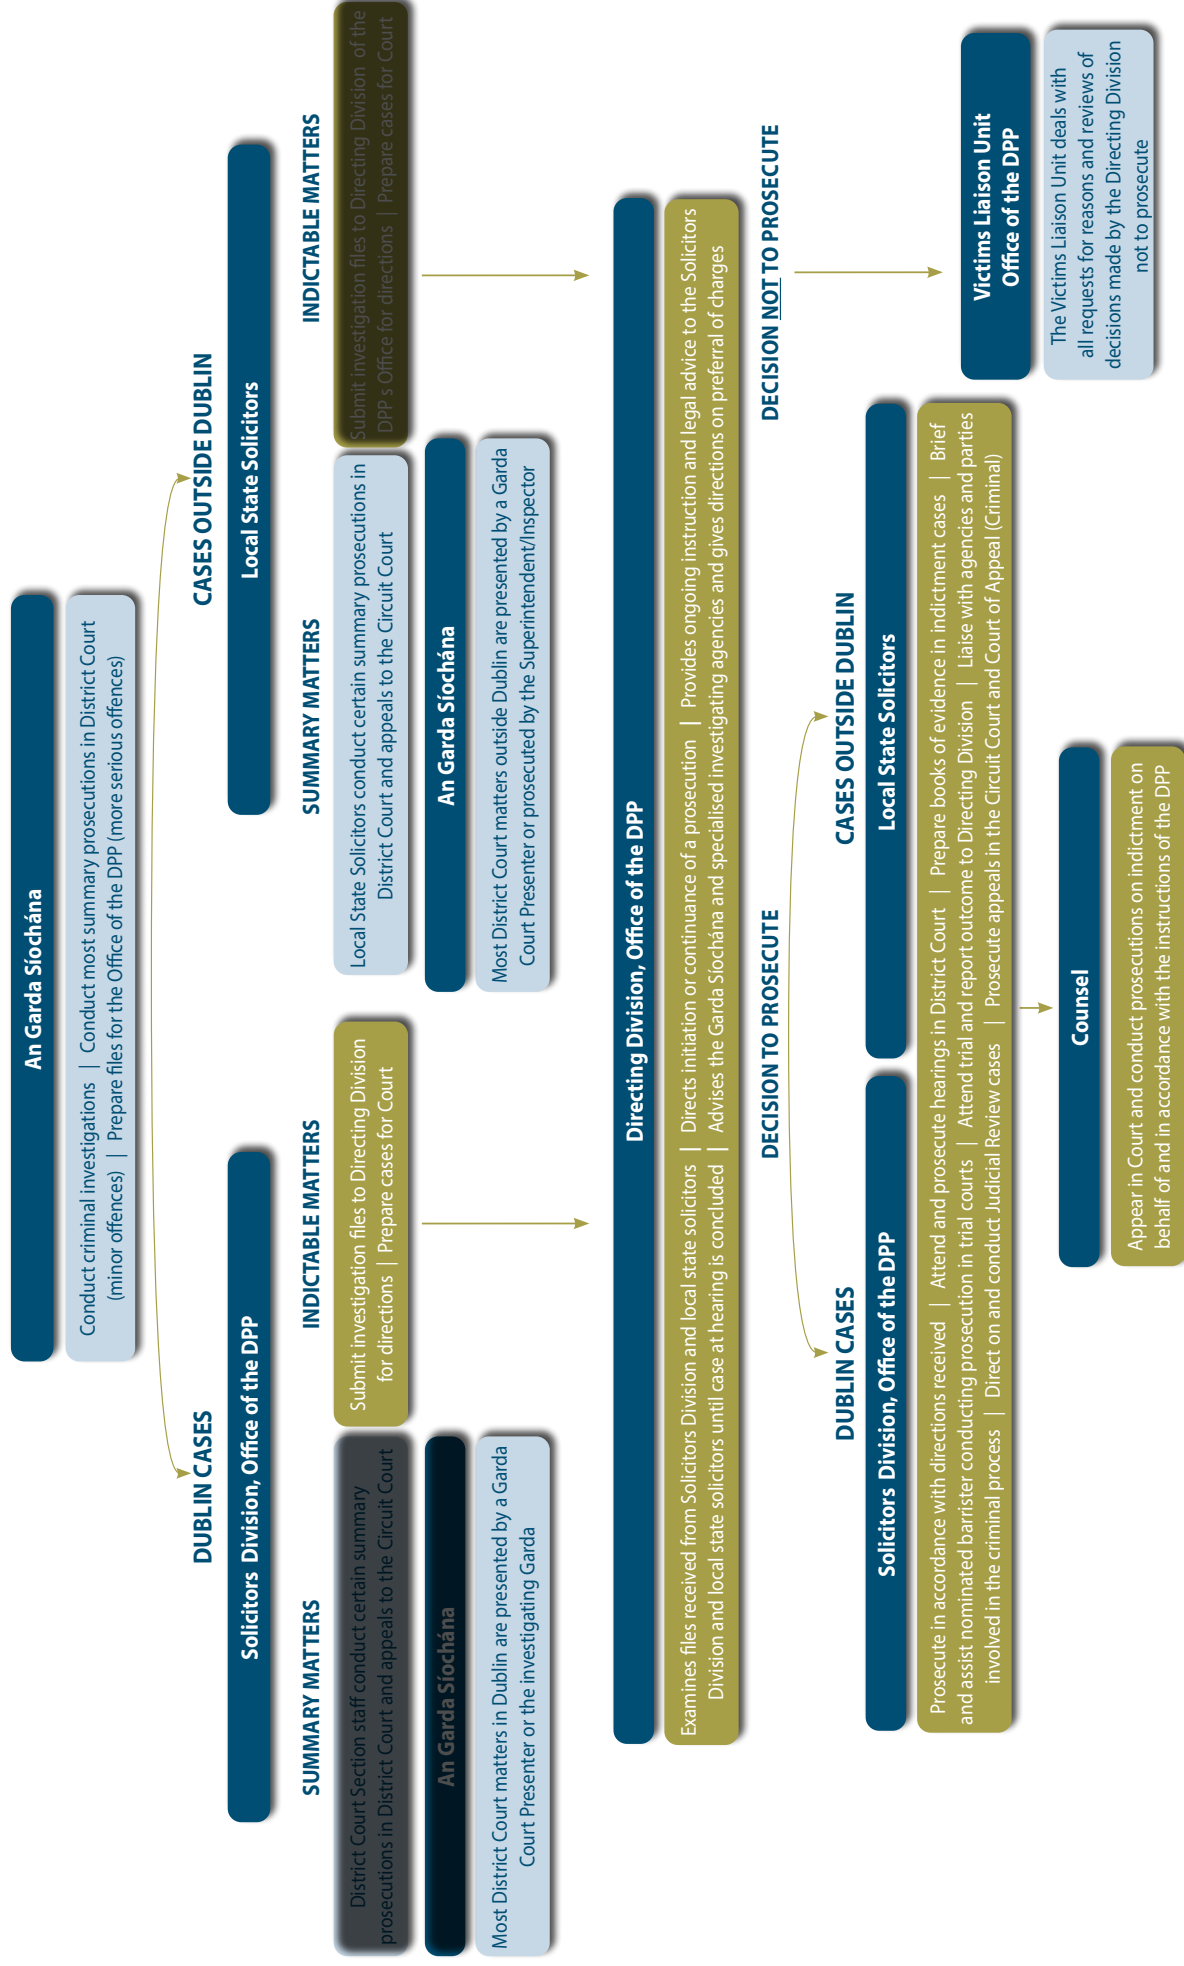 An Garda Síochána
Conduct criminal investigations | Conduct most summary prosecutions in District Court
(minor offences) | Prepare files for the Office of the DPP (more serious offences)
DUBLIN CASES
Solicitors Division, Office of the DPP
SUMMARY MATTERS
District Court Section staff conduct certain summary
prosecutions in District Court and appeals to the Circuit Court
An Garda Síochána
Most District Court matters in Dublin are presented by a Garda
Court Presenter or the investigating Garda
INDICTABLE MATTERS
Submit investigation files to Directing Division
for directions | Prepare cases for Court
CASES OUTSIDE DUBLIN
Local State Solicitors
SUMMARY MATTERS
Local State Solicitors conduct certain summary prosecutions in
District Court and appeals to the Circuit Court
An Garda Síochána
Most District Court matters outside Dublin are presented by a Garda
Court Presenter or prosecuted by the Superintendent/Inspector
INDICTABLE MATTERS
Submit investigation files to Directing Division of the
DPP s Office for directions | Prepare cases for Court
Directing Division, Office of the DPP
Examines files received from Solicitors Division and local state solicitors | Directs initiation or continuance of a prosecution | Provides ongoing instruction and legal advice to the Solicitors
Division and local state solicitors until case at hearing is concluded | Advises the Garda Síochána and specialised investigating agencies and gives directions on preferral of charges
DECISION TO PROSECUTE
DUBLIN CASES
Solicitors Division, Office of the DPP
CASES OUTSIDE DUBLIN
Local State Solicitors
Prosecute in accordance with directions received | Attend and prosecute hearings in District Court | Prepare books of evidence in indictment cases | Brief
and assist nominated barrister conducting prosecution in trial courts | Attend trial and report outcome to Directing Division | Liaise with agencies and parties
involved in the criminal process | Direct on and conduct Judicial Review cases | Prosecute appeals in the Circuit Court and Court of Appeal (Criminal)
Counsel
Appear in Court and conduct prosecutions on indictment on
behalf of and in accordance with the instructions of the DPP
DECISION NOT TO PROSECUTE
Victims Liaison Unit
Office of the DPP
The Victims Liaison Unit deals with
all requests for reasons and reviews of
decisions made by the Directing Division
not to prosecute